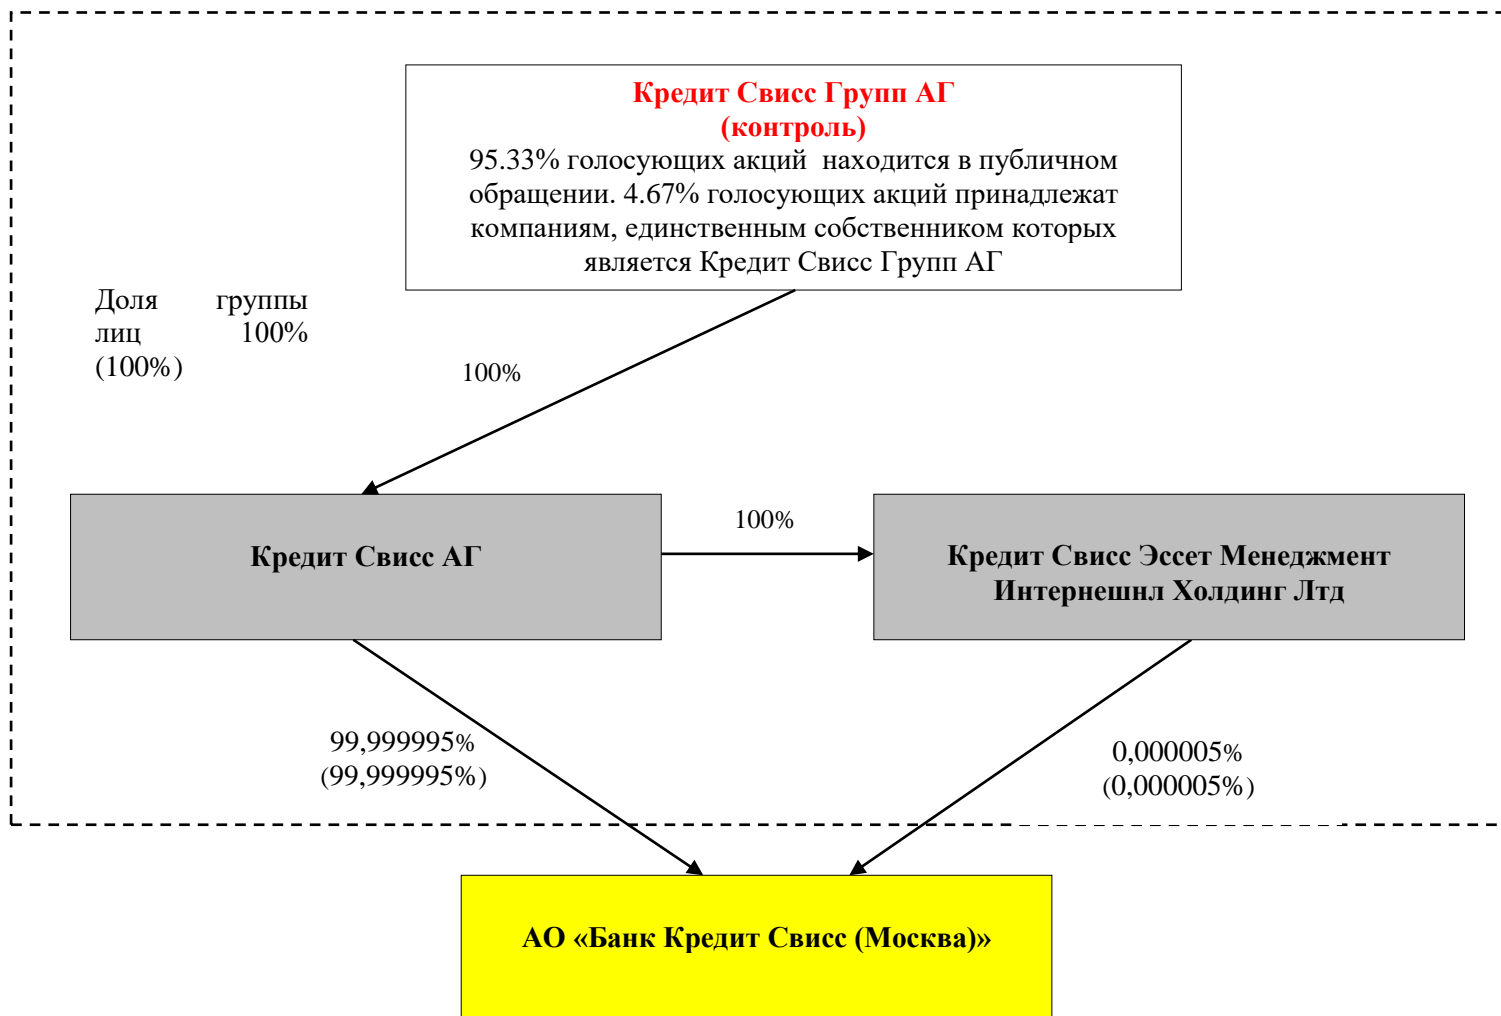 Кредит Свисс Групп АГ
(контроль)
95.33% голосующих акций находится в публичном
обращении. 4.67% голосующих акций принадлежат
компаниям, единственным собственником которых
является Кредит Свисс Групп АГ
Доля группы
лиц 100%
(100%)
100%
Кредит Свисс АГ
100%
Кредит Свисс Эссет Менеджмент
Интернешнл Холдинг Лтд
99,999995%
(99,999995%)
0,000005%
(0,000005%)
АО «Банк Кредит Свисс (Москва)»